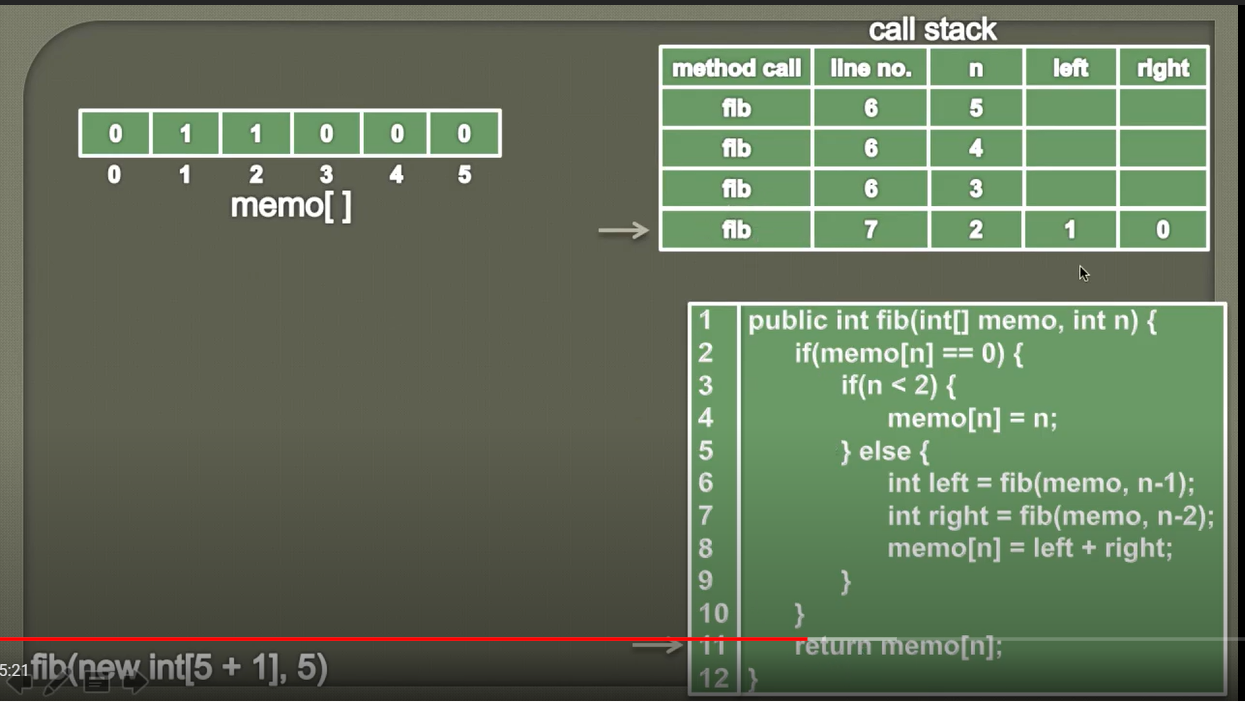 call stack
method call line no. n left right
fib 6 5
fib 6 4
fib 6 3
fib 7 2 1 0
0 1 1 0 0 0
0 1 2 3 4 5
memo[ ]
1 public int fib(int[] memo, int n) {
2 if(memo[n] == 0) {
3 if(n < 2) {
4 memo[n] = n;
5 } else {
6 int left = fib(memo, n-1);
7 int right = fib(memo, n-2);
8 memo[n] = left + right;
9 }
10 }
11 return memo[n];
12 }
5:21
fib(new int[5 + 1], 5)